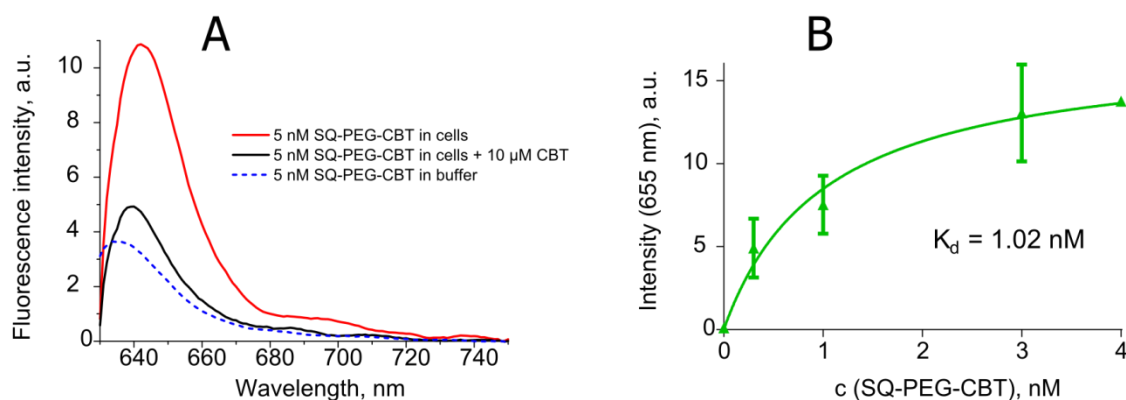 A
Fluorescence intensity, a.u.
10
8
6
4
2
0
640
660
680
700
720
740
Wavelength, nm
5 nM SQ-PEG-CBT in cells
5 nM SQ-PEG-CBT in cells + 10 µM CBT
5 nM SQ-PEG-CBT in buffer
B
Intensity (655 nm), a.u.
15
10
5
0
0
1
2
3
4
c (SQ-PEG-CBT), nM
Kd = 1.02 nM